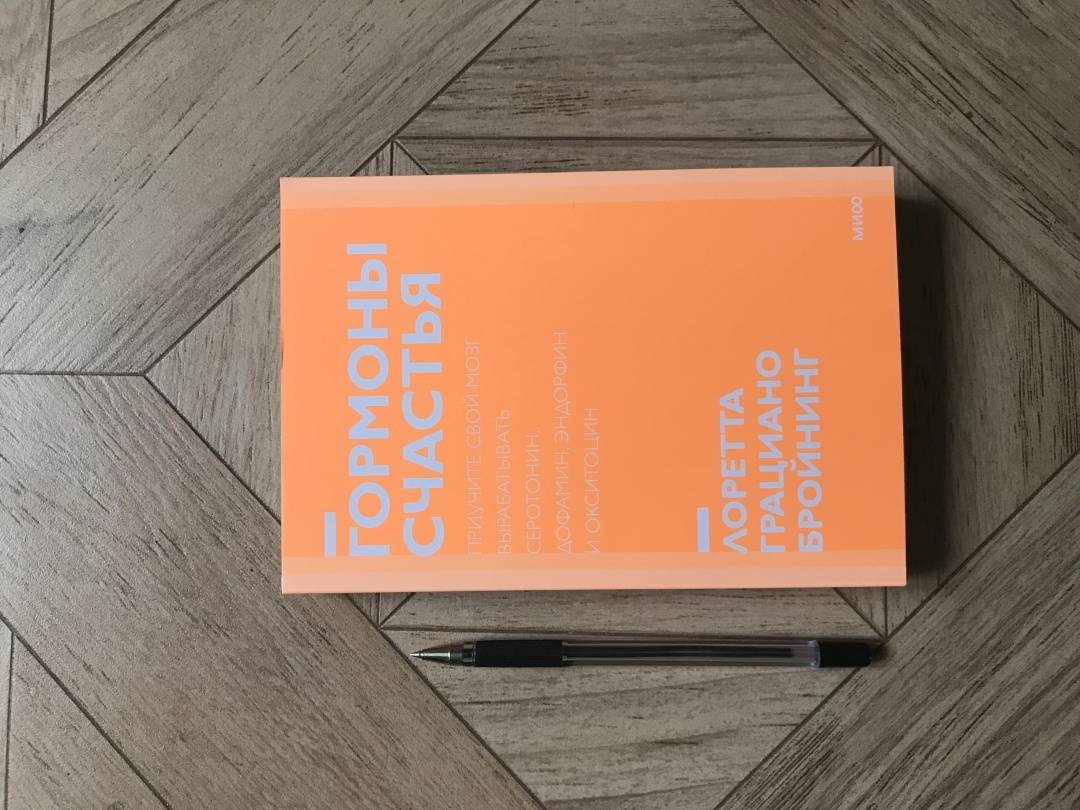 ГОРМОНЫ
СЧАСТЬЯ
ПРИУЧИТЕ СВОЙ МОЗГ
ВЫРАБАТЫВАТЬ
СЕРОТОНИН,
ДОФАМИН, ЭНДОРФИН
И ОКСИТОЦИН
ЛОРЕТТА
ГРАЦИАНО
БРОЙНИНГ
МИФ